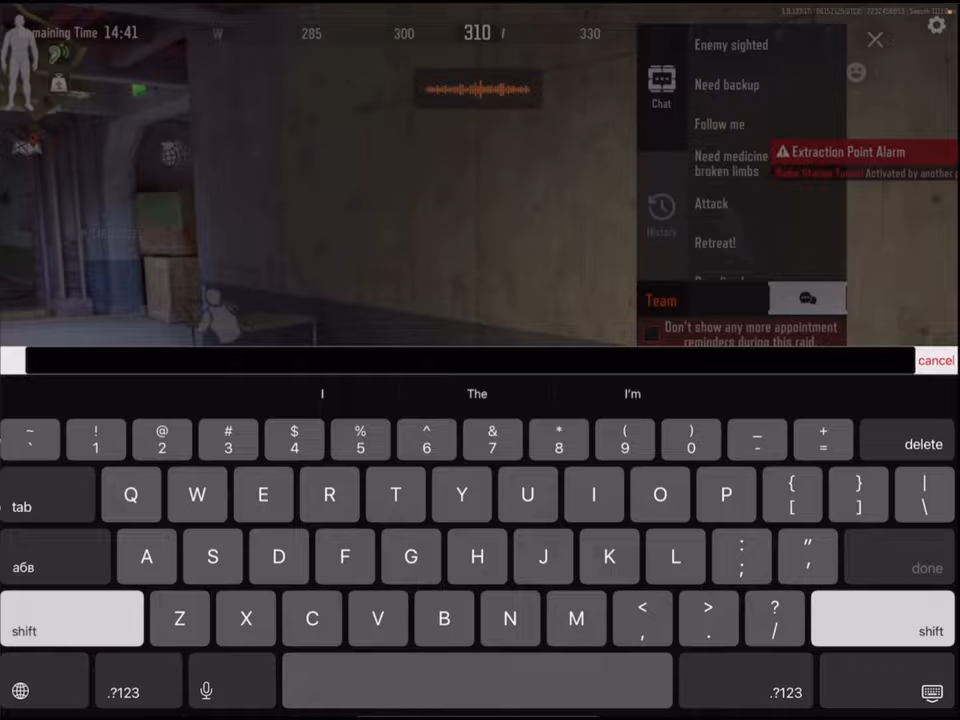 Remaining Time 14:41
W 285 300 310 330
Enemy sighted
Need backup
Chat
Follow me
Need medicine
broken limbs
Extraction Point Alarm
Activated by another
Attack
History
Retreat!
Team
Don't show any more appointment
reminders during this raid.
cancel
I The I'm
~ ! @ # $ % ^ & * ( ) _ +
` 1 2 3 4 5 6 7 8 9 0 - = delete
tab Q W E R T Y U I O P { [ } ] | \
абв A S D F G H J K L : ; " ' done
shift Z X C V B N M < , > . ? / shift
.?123 .?123